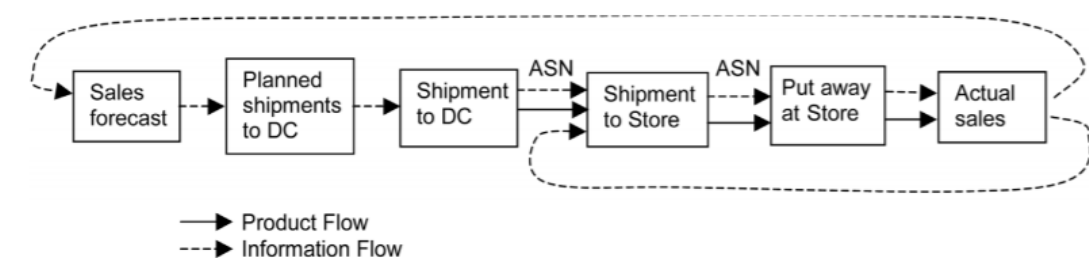 Sales
forecast
Planned
shipments
to DC
Shipment
to DC
ASN
Shipment
to Store
ASN
Put away
at Store
Actual
sales
Product Flow
Information Flow